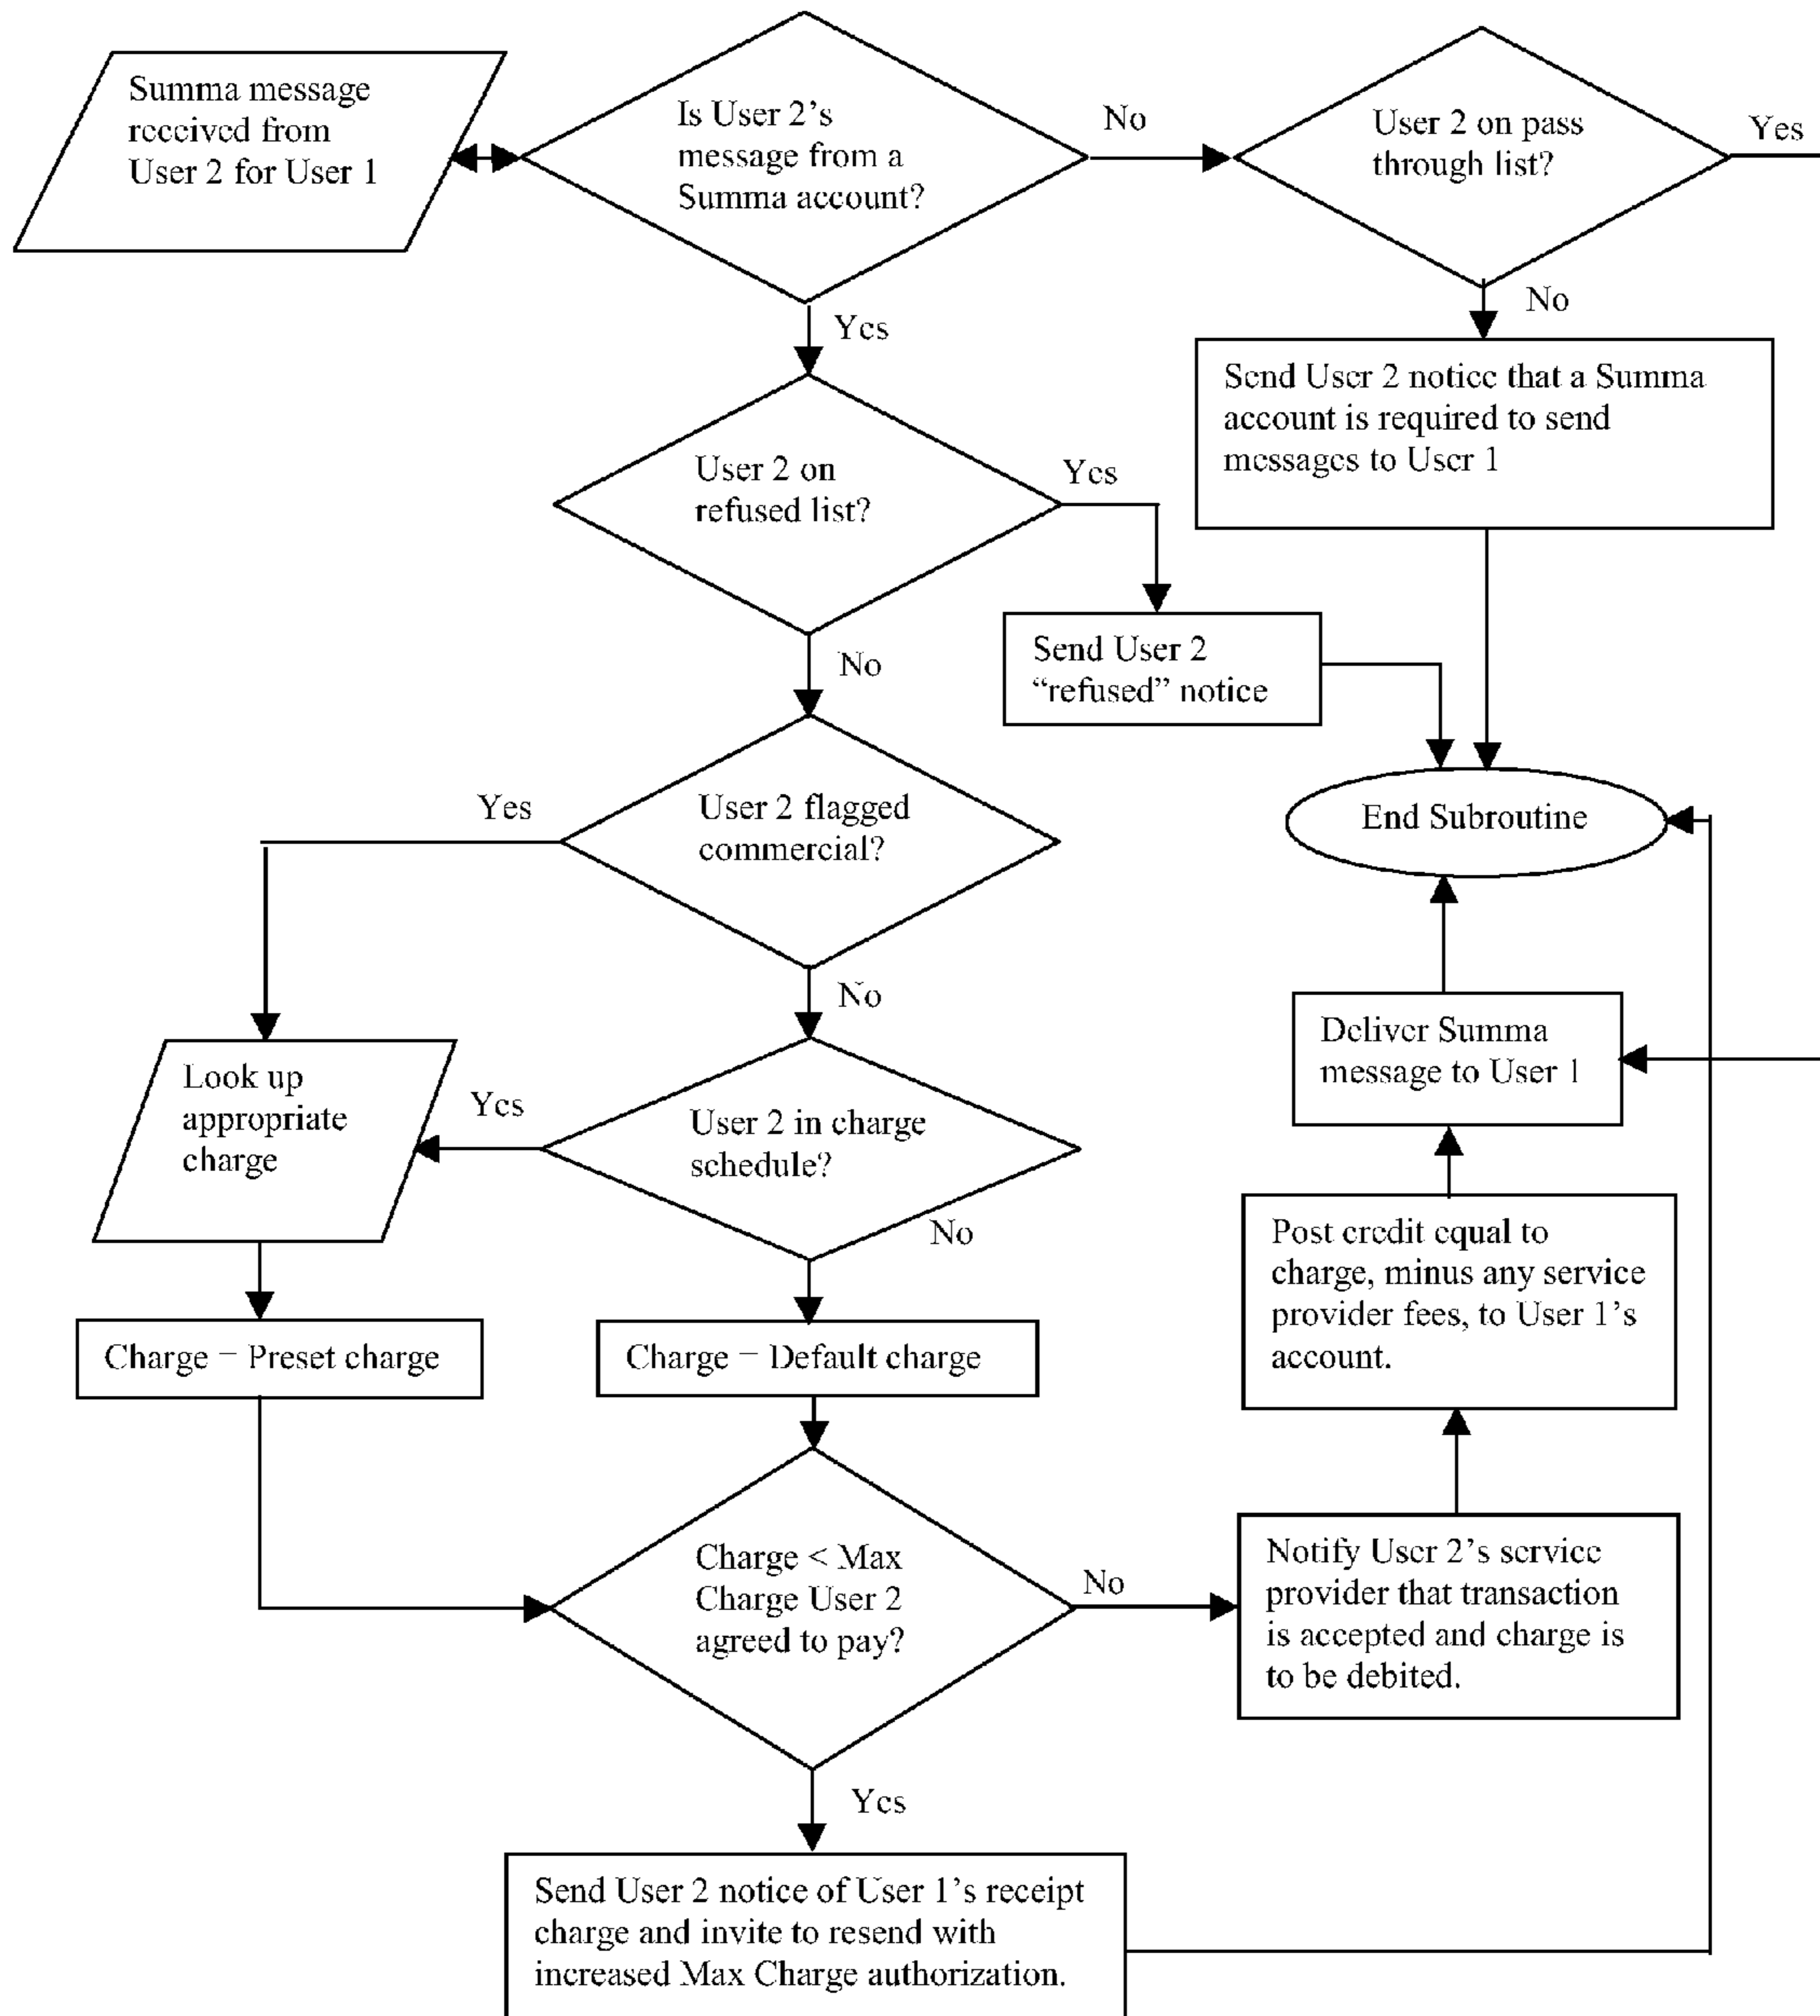 Summa message
received from
User 2 for User 1
Is User 2's
message from a
Summa account?
No
User 2 on pass
through list?
Yes
No
Yes
Send User 2 notice that a Summa
account is required to send
messages to User 1
User 2 on
refused list?
Yes
Send User 2
“refused” notice
No
User 2 flagged
commercial?
Yes
End Subroutine
No
Deliver Summa
message to User 1
Look up
appropriate
charge
Yes
User 2 in charge
schedule?
No
Post credit equal to
charge, minus any service
provider fees, to User 1's
account.
Charge = Preset charge
Charge = Default charge
Charge < Max
Charge User 2
agreed to pay?
No
Notify User 2's service
provider that transaction
is accepted and charge is
to be debited.
Yes
Send User 2 notice of User 1's receipt
charge and invite to resend with
increased Max Charge authorization.